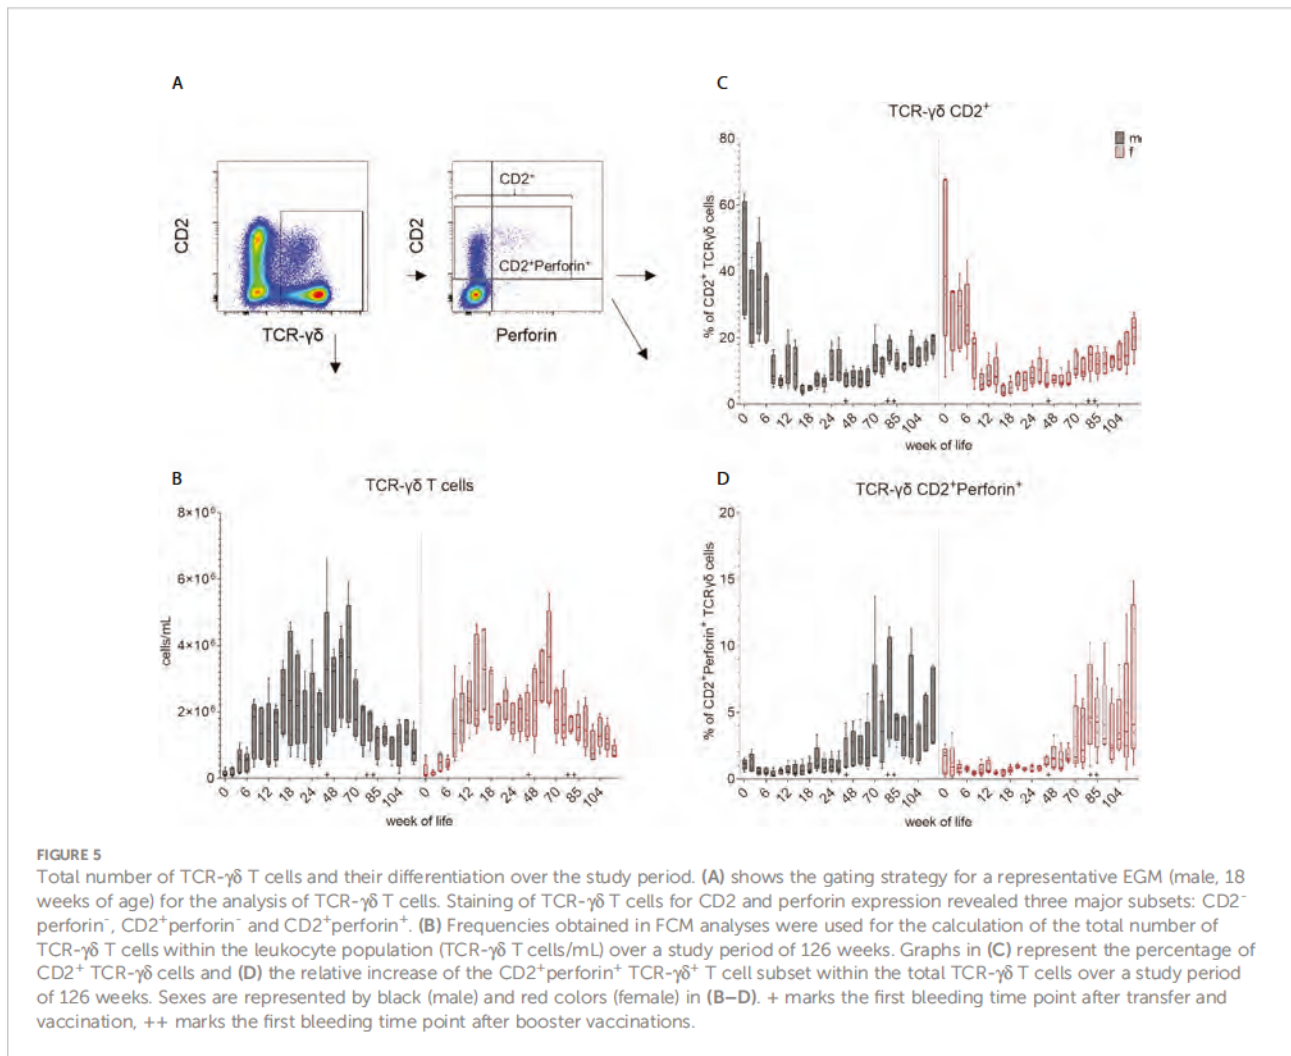 A
CD2
TCR-γδ
CD2
CD2⁺
CD2⁺Perforin⁺
Perforin
C
TCR-γδ CD2⁺
m
f
% of CD2⁺ TCRγδ cells
80
60
40
20
0
0 6 12 18 24 48 70 85 104 0 6 12 18 24 48 70 85 104
+ ++ + ++
week of life
B
TCR-γδ T cells
cells/mL
8×10⁶
6×10⁶
4×10⁶
2×10⁶
0
0 6 12 18 24 48 70 85 104 0 6 12 18 24 48 70 85 104
+ ++ + ++
week of life
D
TCR-γδ CD2⁺Perforin⁺
% of CD2⁺Perforin⁺ TCRγδ cells
20
15
10
5
0
0 6 12 18 24 48 70 85 104 0 6 12 18 24 48 70 85 104
+ ++ + ++
week of life
FIGURE 5
Total number of TCR-γδ T cells and their differentiation over the study period. (A) shows the gating strategy for a representative EGM (male, 18
weeks of age) for the analysis of TCR-γδ T cells. Staining of TCR-γδ T cells for CD2 and perforin expression revealed three major subsets: CD2⁻
perforin⁻, CD2⁺perforin⁻ and CD2⁺perforin⁺. (B) Frequencies obtained in FCM analyses were used for the calculation of the total number of
TCR-γδ T cells within the leukocyte population (TCR-γδ T cells/mL) over a study period of 126 weeks. Graphs in (C) represent the percentage of
CD2⁺ TCR-γδ cells and (D) the relative increase of the CD2⁺perforin⁺ TCR-γδ⁺ T cell subset within the total TCR-γδ T cells over a study period
of 126 weeks. Sexes are represented by black (male) and red colors (female) in (B–D). + marks the first bleeding time point after transfer and
vaccination, ++ marks the first bleeding time point after booster vaccinations.